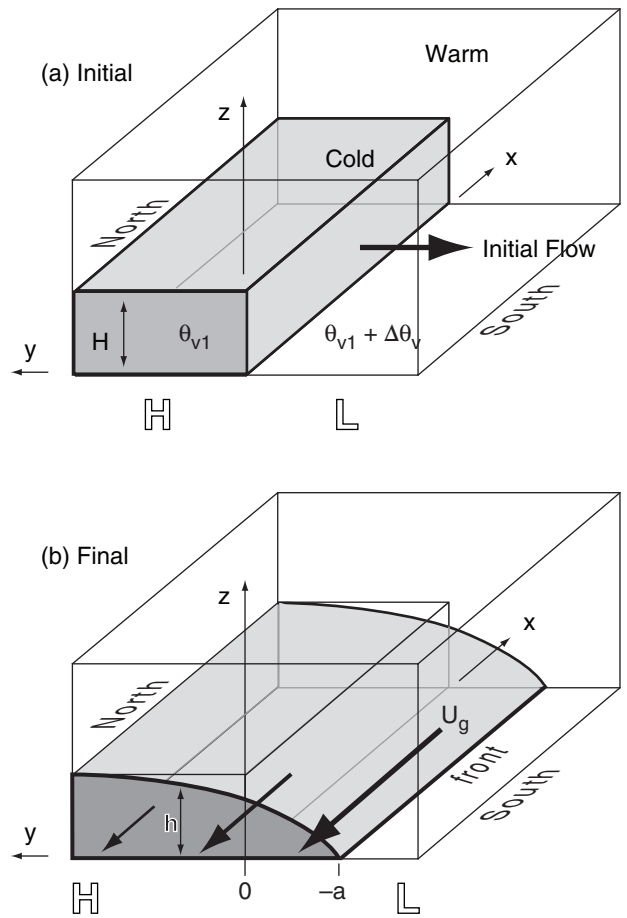 (a) Initial
Warm
z
Cold
x
North
Initial Flow
South
H
θv1
θv1 + Δθv
y
H
L
(b) Final
z
x
North
Ug
front
South
h
y
H
0
–a
L